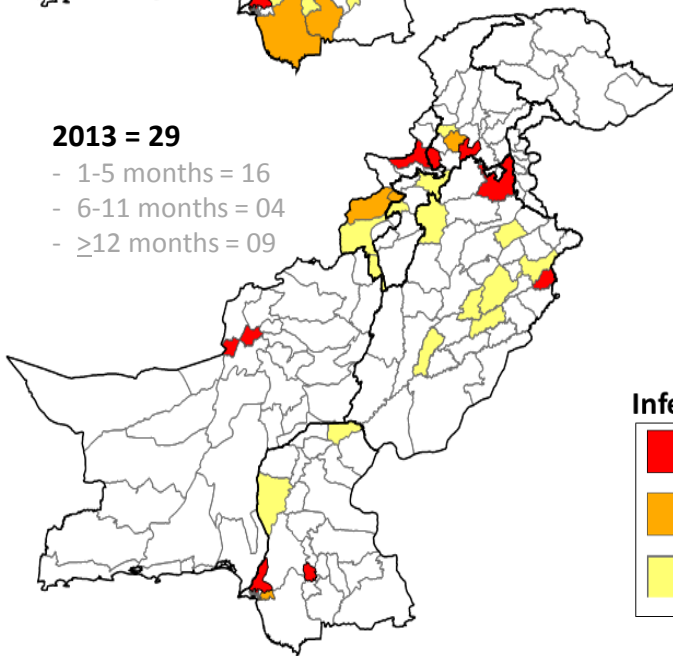 2013 = 29
- 1-5 months = 16
- 6-11 months = 04
- ≥12 months = 09
Infe